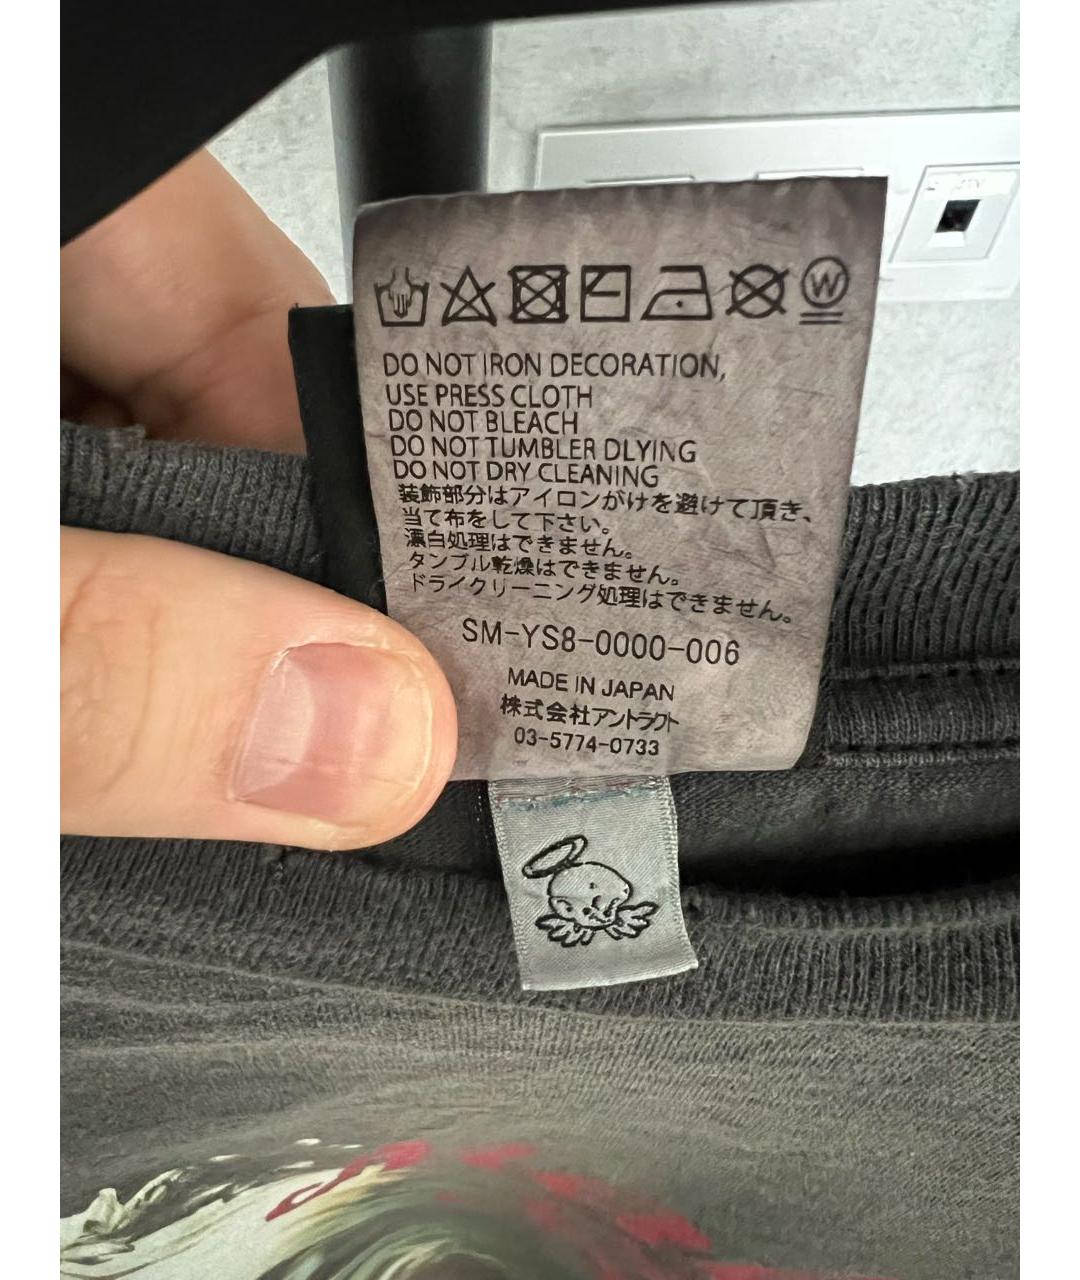 W
DO NOT IRON DECORATION,
USE PRESS CLOTH
DO NOT BLEACH
DO NOT TUMBLER DLYING
DO NOT DRY CLEANING
装飾部分はアイロンがけを避けて頂き、
当て布をして下さい。
漂白処理はできません。
タンブル乾燥はできません。
ドライクリーニング処理はできません。
SM-YS8-0000-006
MADE IN JAPAN
株式会社アントラクト
03-5774-0733